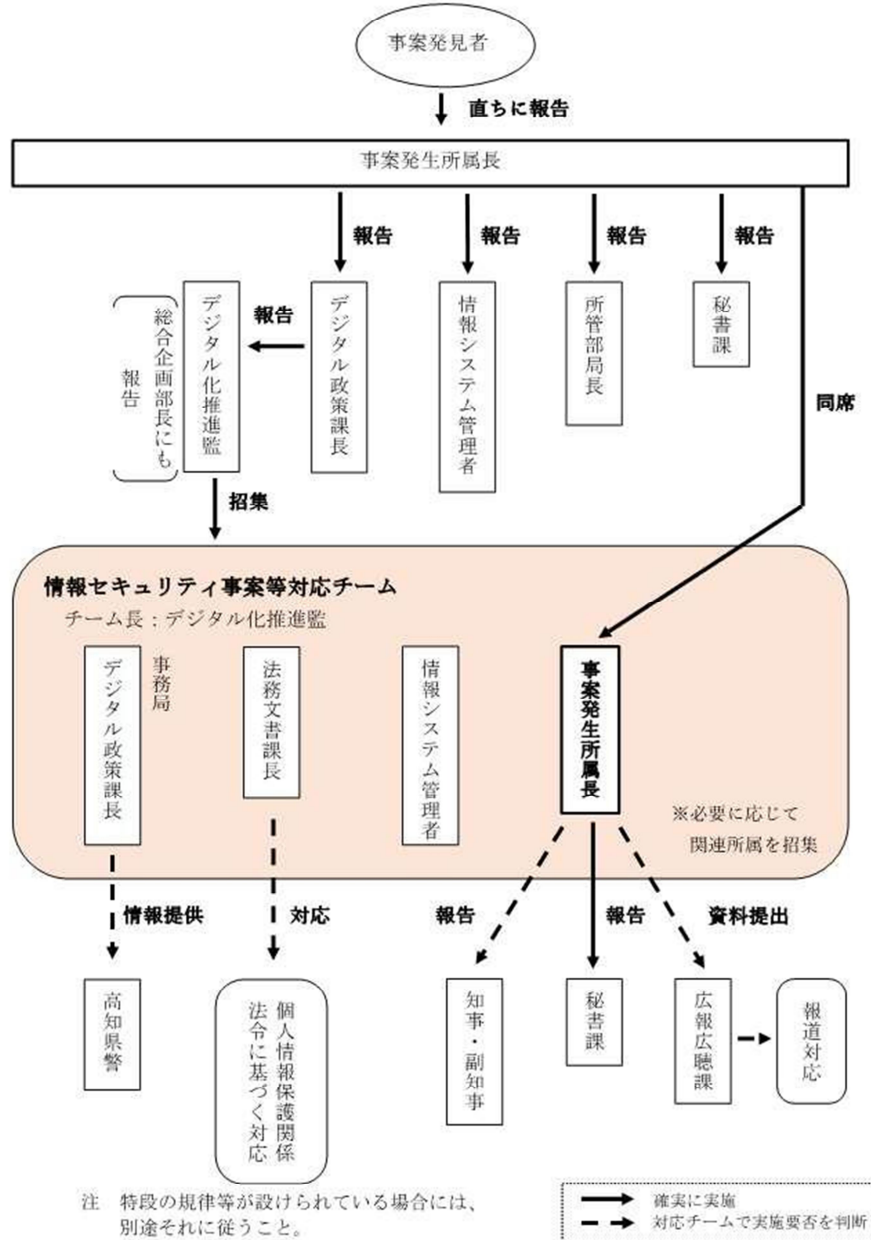 事案発見者
直ちに報告
事案発生所属長
報告
報告
報告
報告
総合企画部長にも
報告
デジタル化推進監
報告
デジタル政策課長
情報システム管理者
所管部局長
秘書課
同席
招集
情報セキュリティ事案等対応チーム
チーム長:デジタル化推進監
デジタル政策課長
事務局
法務文書課長
情報システム管理者
事案発生所属長
※必要に応じて
関連所属を招集
情報提供
対応
報告
報告
資料提出
高知県警
個人情報保護関係
法令に基づく対応
知事・副知事
秘書課
広報広聴課
報道対応
注 特段の規律等が設けられている場合には、
別途それに従うこと。
確実に実施
対応チームで実施要否を判断